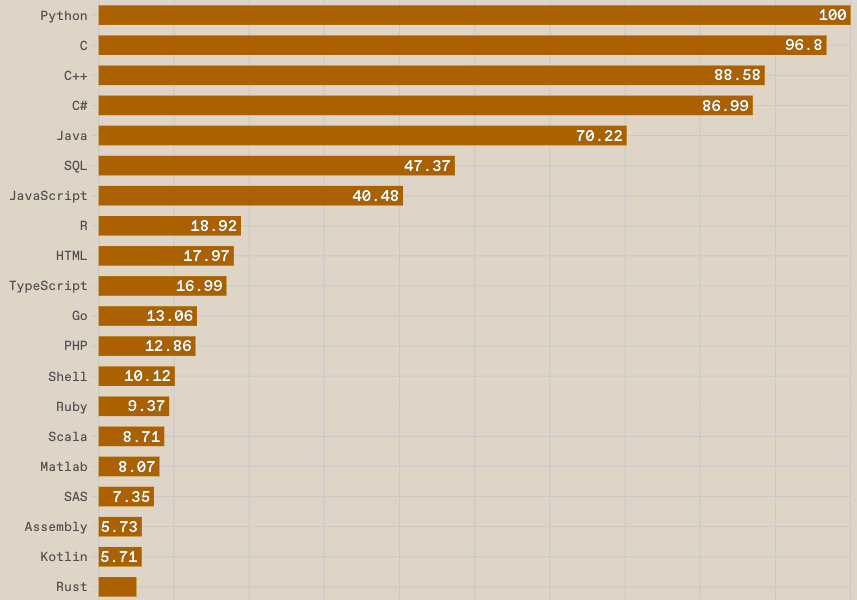 Python 100
C 96.8
C++ 88.58
C# 86.99
Java 70.22
SQL 47.37
JavaScript 40.48
R 18.92
HTML 17.97
TypeScript 16.99
Go 13.06
PHP 12.86
Shell 10.12
Ruby 9.37
Scala 8.71
Matlab 8.07
SAS 7.35
Assembly 5.73
Kotlin 5.71
Rust